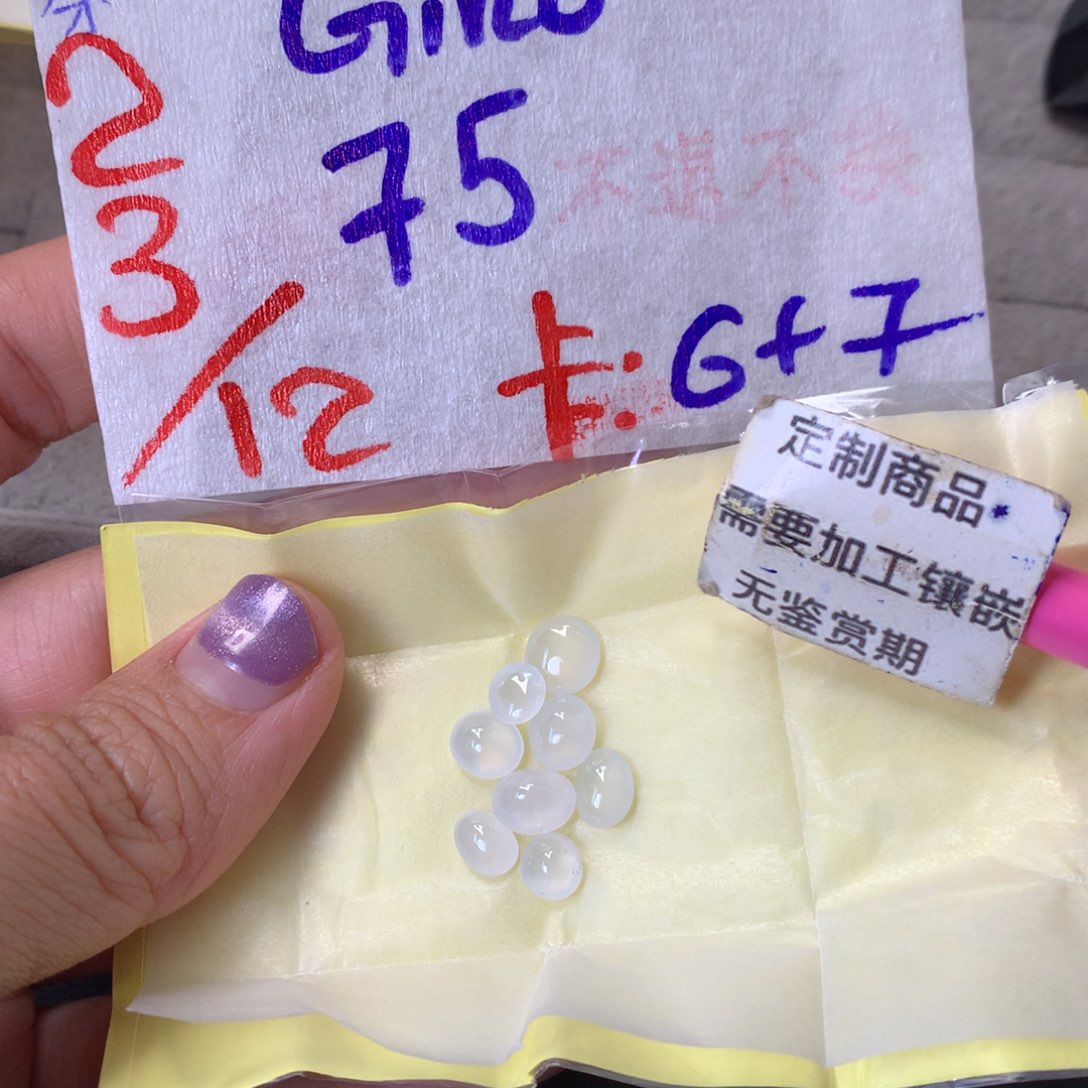 75 不退不换
2
3/12 卡: 6+7
定制商品
需要加工镶嵌
无鉴赏期